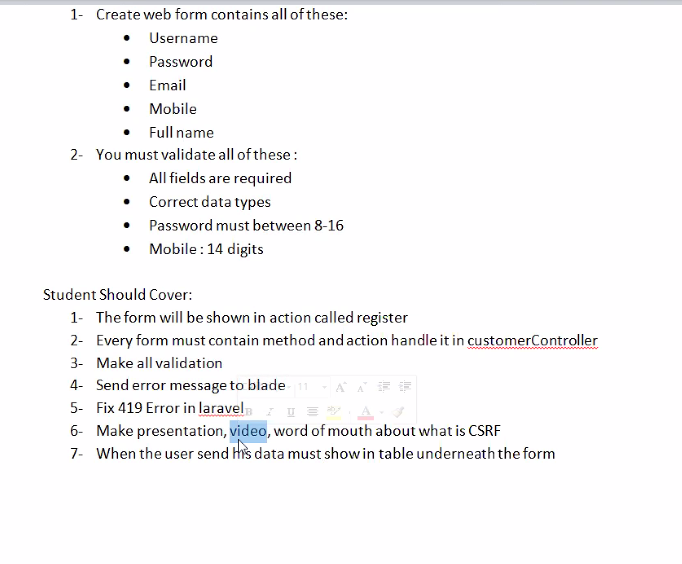 1- Create web form contains all of these:
• Username
• Password
• Email
• Mobile
• Full name
2- You must validate all of these :
• All fields are required
• Correct data types
• Password must between 8-16
• Mobile : 14 digits
Student Should Cover:
1- The form will be shown in action called register
2- Every form must contain method and action handle it in customerController
3- Make all validation
4- Send error message to blade
11
5- Fix 419 Error in laravel
6- Make presentation, video, word of mouth about what is CSRF
7- When the user send his data must show in table underneath the form